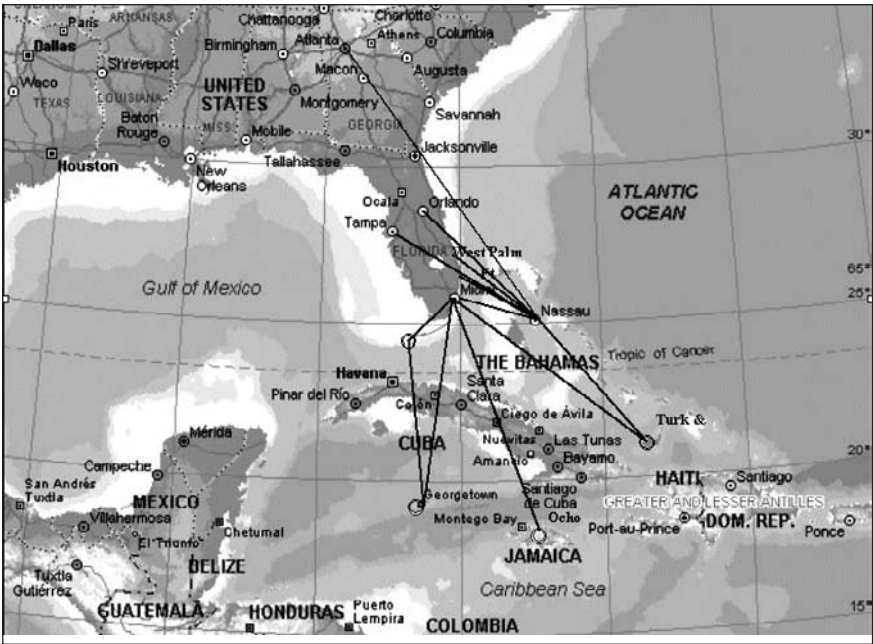 ARKANSAS
Chattanooga
Charlotte
Paris
Atlanta
Athens
Columbia
Dallas
Birmingham
Shreveport
Macon
Augusta
Waco
UNITED
STATES
TEXAS
LOUISIANA
Montgomery
Savannah
Baton
Rouge
MISS
Mobile
GEORGIA
30°
Jacksonville
Houston
New
Orleans
Tallahassee
Ocala
Orlando
ATLANTIC
OCEAN
Tampa
FLORIDA
West Palm
Ft
65°
Gulf of Mexico
Miami
25°
Nassau
THE BAHAMAS
Tropic of Cancer
Havana
Santa
Clara
Pinar del Río
Colón
Ciego de Ávila
Turk &
Mérida
CUBA
Nuevitas
Las Tunas
20°
Campeche
Amancio
Bayamo
San Andrés
Tuxtla
MEXICO
Georgetown
Santiago
de Cuba
HAITI
Santiago
GREATER AND LESSER ANTILLES
Villahermosa
Chetumal
Montego Bay
Ocho
Port-au-Prince
DOM. REP.
Ponce
El Triunfo
JAMAICA
Tuxtla
Gutiérrez
BELIZE
Caribbean Sea
GUATEMALA
HONDURAS
Puerto
Lempira
COLOMBIA
15°